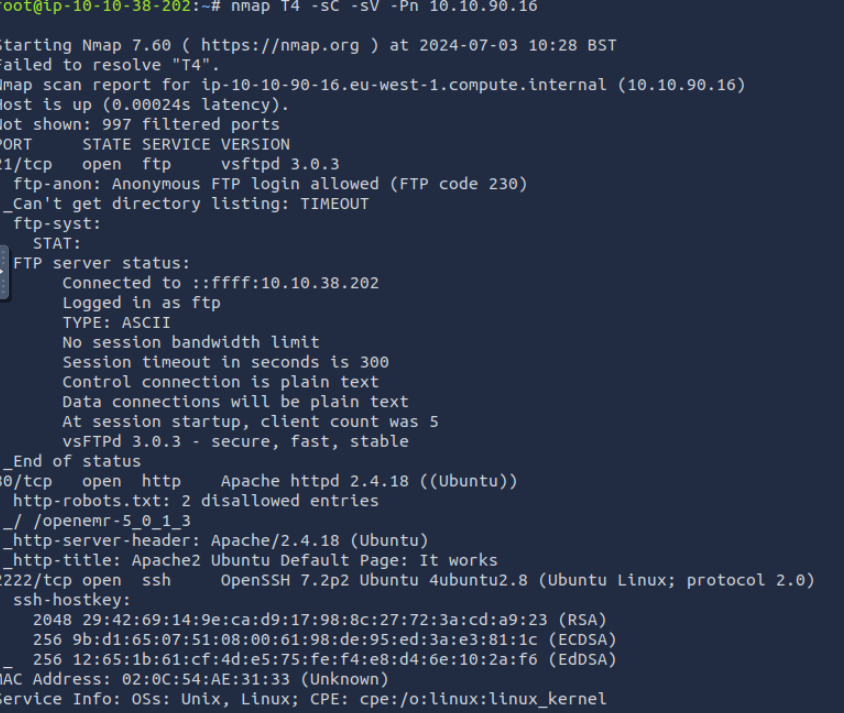 root@ip-10-10-38-202:~# nmap T4 -sC -sV -Pn 10.10.90.16
Starting Nmap 7.60 ( https://nmap.org ) at 2024-07-03 10:28 BST
Failed to resolve "T4".
Nmap scan report for ip-10-10-90-16.eu-west-1.compute.internal (10.10.90.16)
Host is up (0.00024s latency).
Not shown: 997 filtered ports
PORT     STATE SERVICE VERSION
21/tcp   open  ftp     vsftpd 3.0.3
ftp-anon: Anonymous FTP login allowed (FTP code 230)
_Can't get directory listing: TIMEOUT
ftp-syst:
STAT:
FTP server status:
Connected to ::ffff:10.10.38.202
Logged in as ftp
TYPE: ASCII
No session bandwidth limit
Session timeout in seconds is 300
Control connection is plain text
Data connections will be plain text
At session startup, client count was 5
vsFTPd 3.0.3 - secure, fast, stable
_End of status
80/tcp   open  http    Apache httpd 2.4.18 ((Ubuntu))
http-robots.txt: 2 disallowed entries
_/ /openemr-5_0_1_3
_http-server-header: Apache/2.4.18 (Ubuntu)
_http-title: Apache2 Ubuntu Default Page: It works
2222/tcp open  ssh     OpenSSH 7.2p2 Ubuntu 4ubuntu2.8 (Ubuntu Linux; protocol 2.0)
ssh-hostkey:
2048 29:42:69:14:9e:ca:d9:17:98:8c:27:72:3a:cd:a9:23 (RSA)
256 9b:d1:65:07:51:08:00:61:98:de:95:ed:3a:e3:81:1c (ECDSA)
_ 256 12:65:1b:61:cf:4d:e5:75:fe:f4:e8:d4:6e:10:2a:f6 (EdDSA)
MAC Address: 02:0C:54:AE:31:33 (Unknown)
Service Info: OSs: Unix, Linux; CPE: cpe:/o:linux:linux_kernel